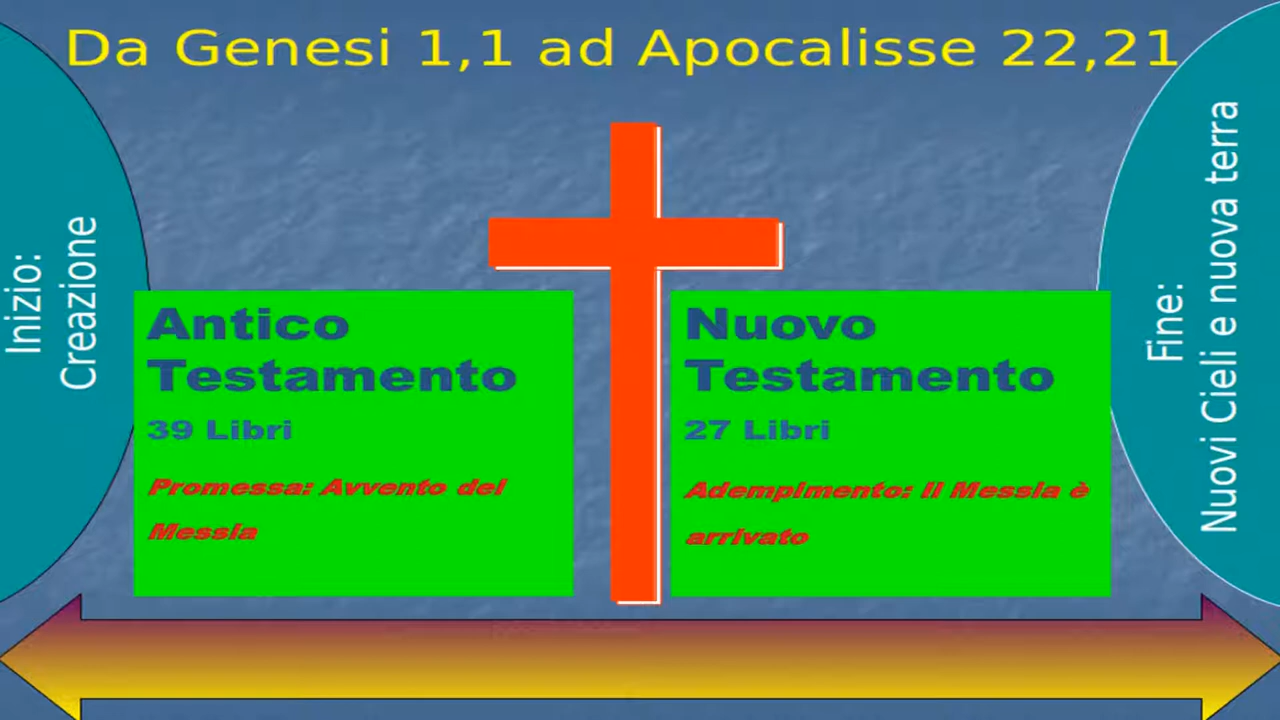 Da Genesi 1,1 ad Apocalisse 22,21
Inizio:
Creazione
Antico
Testamento
39 Libri
Promessa: Avvento del
Messia
Nuovo
Testamento
27 Libri
Adempimento: Il Messia è
arrivato
Fine:
Nuovi Cieli e nuova terra